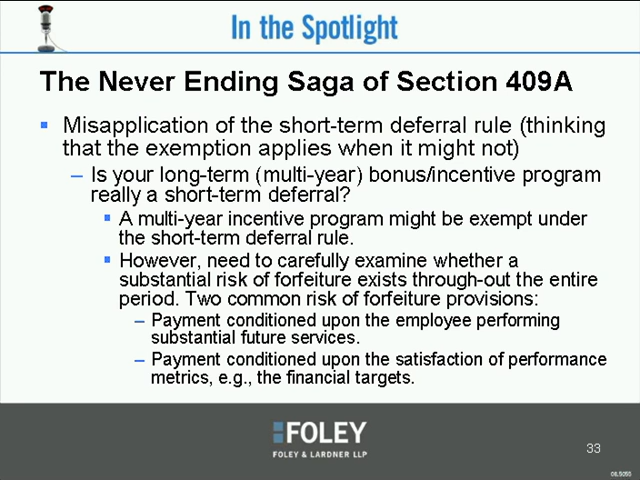 In the Spotlight
The Never Ending Saga of Section 409A
Misapplication of the short-term deferral rule (thinking
that the exemption applies when it might not)
– Is your long-term (multi-year) bonus/incentive program
really a short-term deferral?
A multi-year incentive program might be exempt under
the short-term deferral rule.
However, need to carefully examine whether a
substantial risk of forfeiture exists through-out the entire
period. Two common risk of forfeiture provisions:
– Payment conditioned upon the employee performing
substantial future services.
– Payment conditioned upon the satisfaction of performance
metrics, e.g., the financial targets.
FOLEY
FOLEY & LARDNER LLP
33